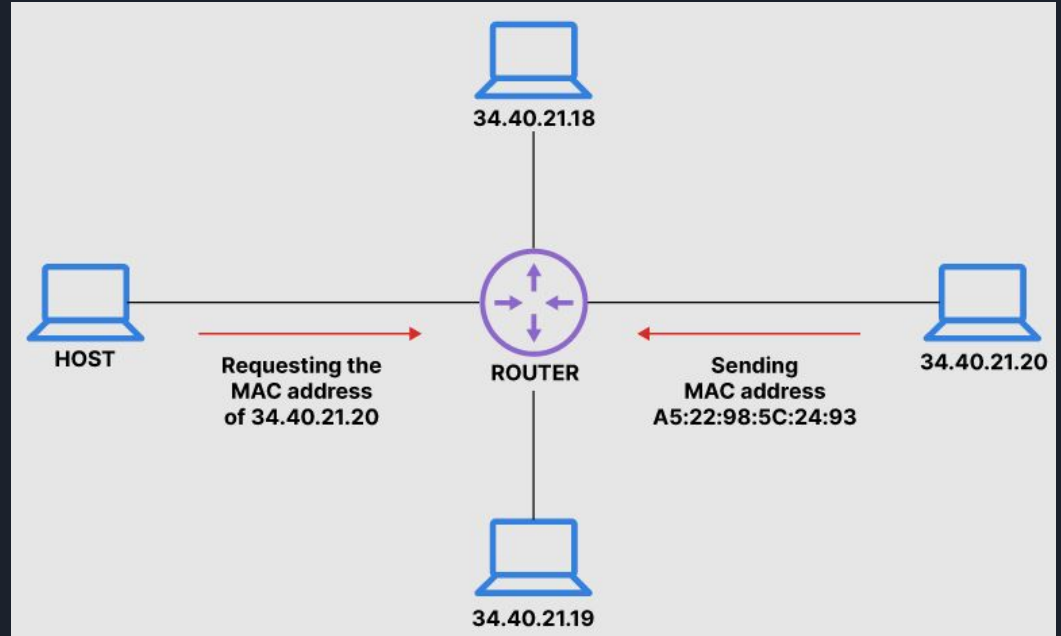 34.40.21.18
HOST
Requesting the
MAC address
of 34.40.21.20
ROUTER
Sending
MAC address
A5:22:98:5C:24:93
34.40.21.20
34.40.21.19